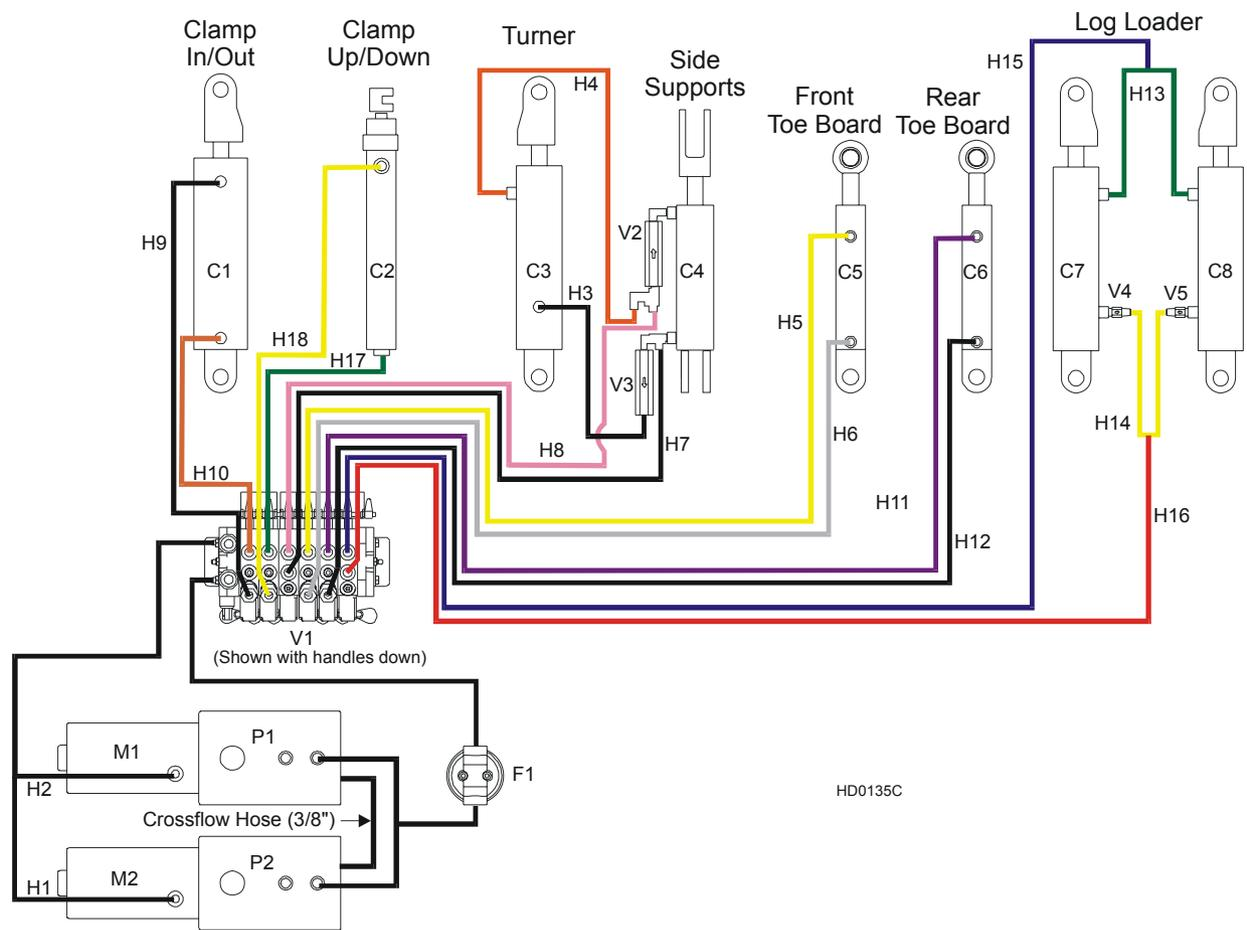 Clamp
In/Out
Clamp
Up/Down
Turner
Side
Supports
Front
Toe Board
Rear
Toe Board
Log Loader
H15
H4
H13
H9
V2
C1
C2
C3
C4
C5
C6
C7
C8
H3
V4
V5
H5
H18
H17
V3
H14
H8
H7
H6
H10
H11
H16
H12
V1
(Shown with handles down)
M1
P1
F1
H2
HD0135C
Crossflow Hose (3/8")
M2
P2
H1